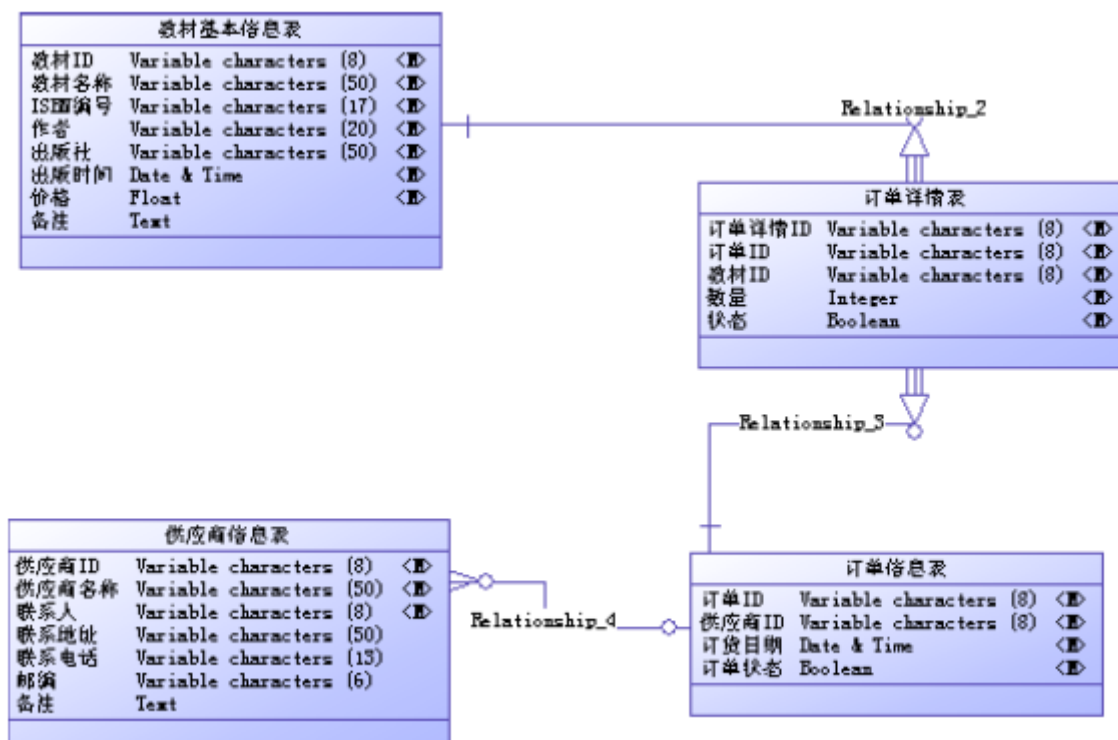 教材基本信息表
教材ID Variable characters (8) <M>
教材名称 Variable characters (50) <M>
ISBN编号 Variable characters (17) <M>
作者 Variable characters (20) <M>
出版社 Variable characters (50) <M>
出版时间 Date & Time <M>
价格 Float <M>
备注 Text
Relationship_2
订单详情表
订单详情ID Variable characters (8) <M>
订单ID Variable characters (8) <M>
教材ID Variable characters (8) <M>
数量 Integer <M>
状态 Boolean <M>
Relationship_3
供应商信息表
供应商ID Variable characters (8) <M>
供应商名称 Variable characters (50) <M>
联系人 Variable characters (8) <M>
联系地址 Variable characters (50)
联系电话 Variable characters (13)
邮编 Variable characters (6)
备注 Text
Relationship_4
订单信息表
订单ID Variable characters (8) <M>
供应商ID Variable characters (8) <M>
订货日期 Date & Time <M>
订单状态 Boolean <M>